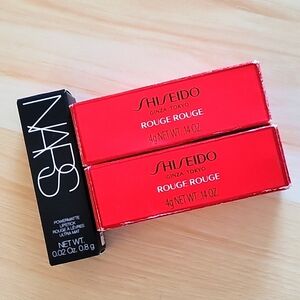 NARS
POWERMATTE
LIPSTICK
ROUGE À LÈVRES
ULTRA MAT
NET WT.
0.02 Oz. 0.8 g
SHISEIDO
GINZA TOKYO
ROUGE ROUGE
4g NET WT. .14 OZ.
SHISEIDO
GINZA TOKYO
ROUGE ROUGE
4g NET WT. .14 OZ.